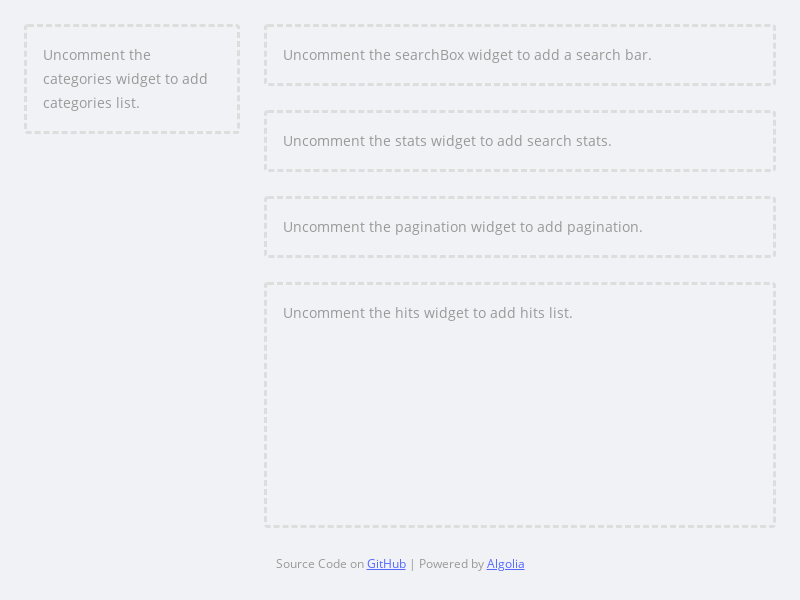 Uncomment the
categories widget to add
categories list.
Uncomment the searchBox widget to add a search bar.
Uncomment the stats widget to add search stats.
Uncomment the pagination widget to add pagination.
Uncomment the hits widget to add hits list.
Source Code on GitHub | Powered by Algolia